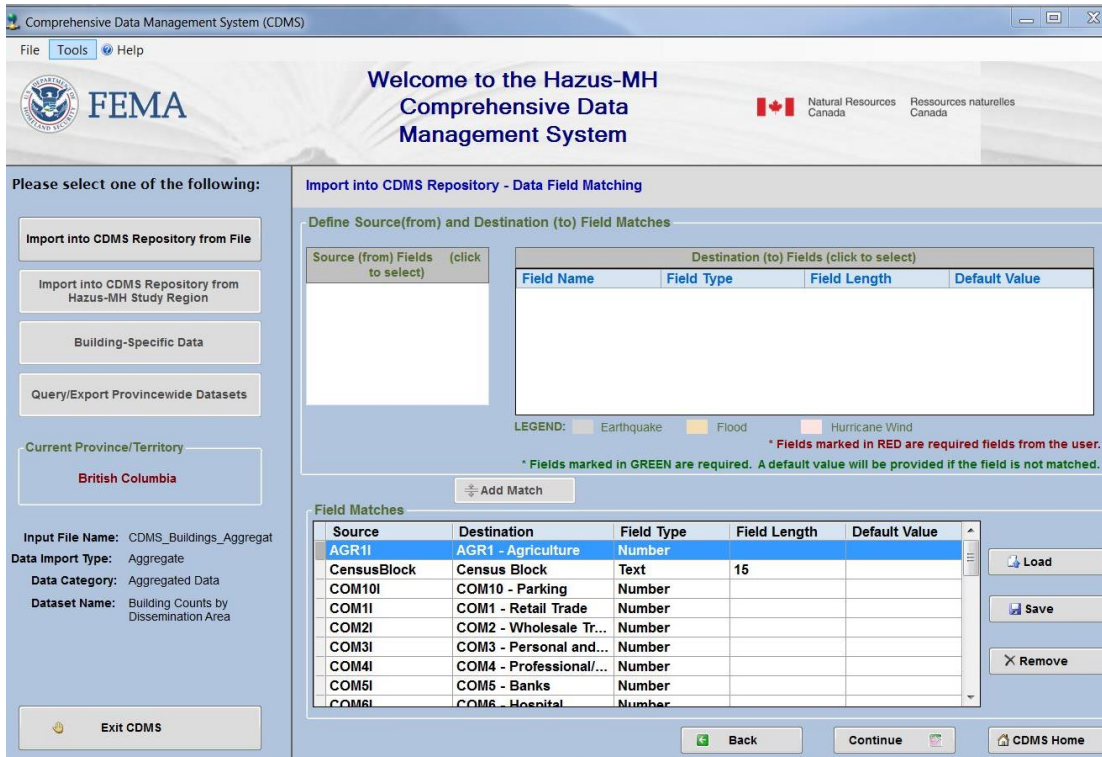 Comprehensive Data Management System (CDMS)
File Tools Help
FEMA
Welcome to the Hazus-MH
Comprehensive Data
Management System
Natural Resources Ressources naturelles
Canada Canada
Please select one of the following:
Import into CDMS Repository from File
Import into CDMS Repository from
Hazus-MH Study Region
Building-Specific Data
Query/Export Provincewide Datasets
Current Province/Territory
British Columbia
Input File Name: CDMS_Buildings_Aggregat
Data Import Type: Aggregate
Data Category: Aggregated Data
Dataset Name: Building Counts by
Dissemination Area
Exit CDMS
Import into CDMS Repository - Data Field Matching
Define Source(from) and Destination (to) Field Matches
Source (from) Fields (click
to select)
Destination (to) Fields (click to select)
Field Name Field Type Field Length Default Value
LEGEND: Earthquake Flood Hurricane Wind
* Fields marked in RED are required fields from the user.
* Fields marked in GREEN are required. A default value will be provided if the field is not matched.
Add Match
Field Matches
Source Destination Field Type Field Length Default Value
AGR1I AGR1 - Agriculture Number
CensusBlock Census Block Text 15
COM10I COM10 - Parking Number
COM1I COM1 - Retail Trade Number
COM2I COM2 - Wholesale Tr... Number
COM3I COM3 - Personal and... Number
COM4I COM4 - Professional/... Number
COM5I COM5 - Banks Number
COM6I COM6 - Hospital Number
Load
Save
Remove
Back Continue CDMS Home